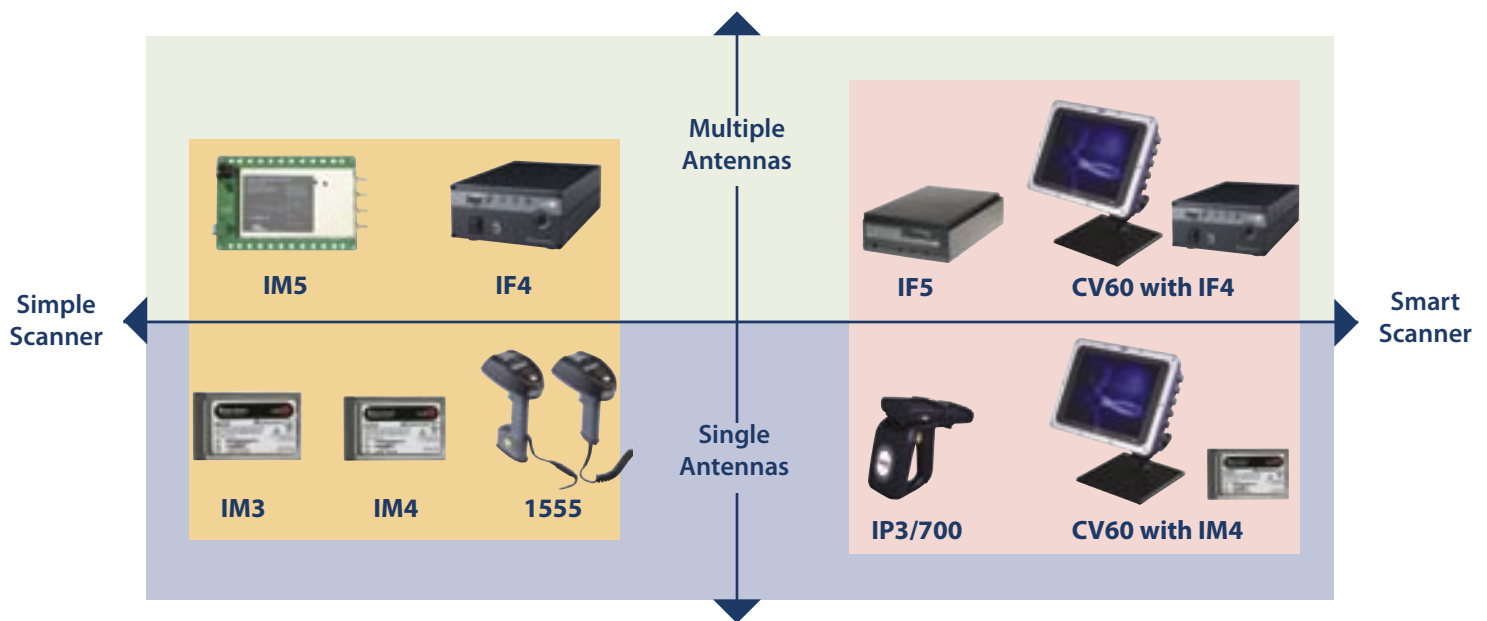 Multiple
Antennas
IM5
IF4
IF5
CV60 with IF4
Simple
Scanner
Smart
Scanner
Single
Antennas
IM3
IM4
1555
IP3/700
CV60 with IM4